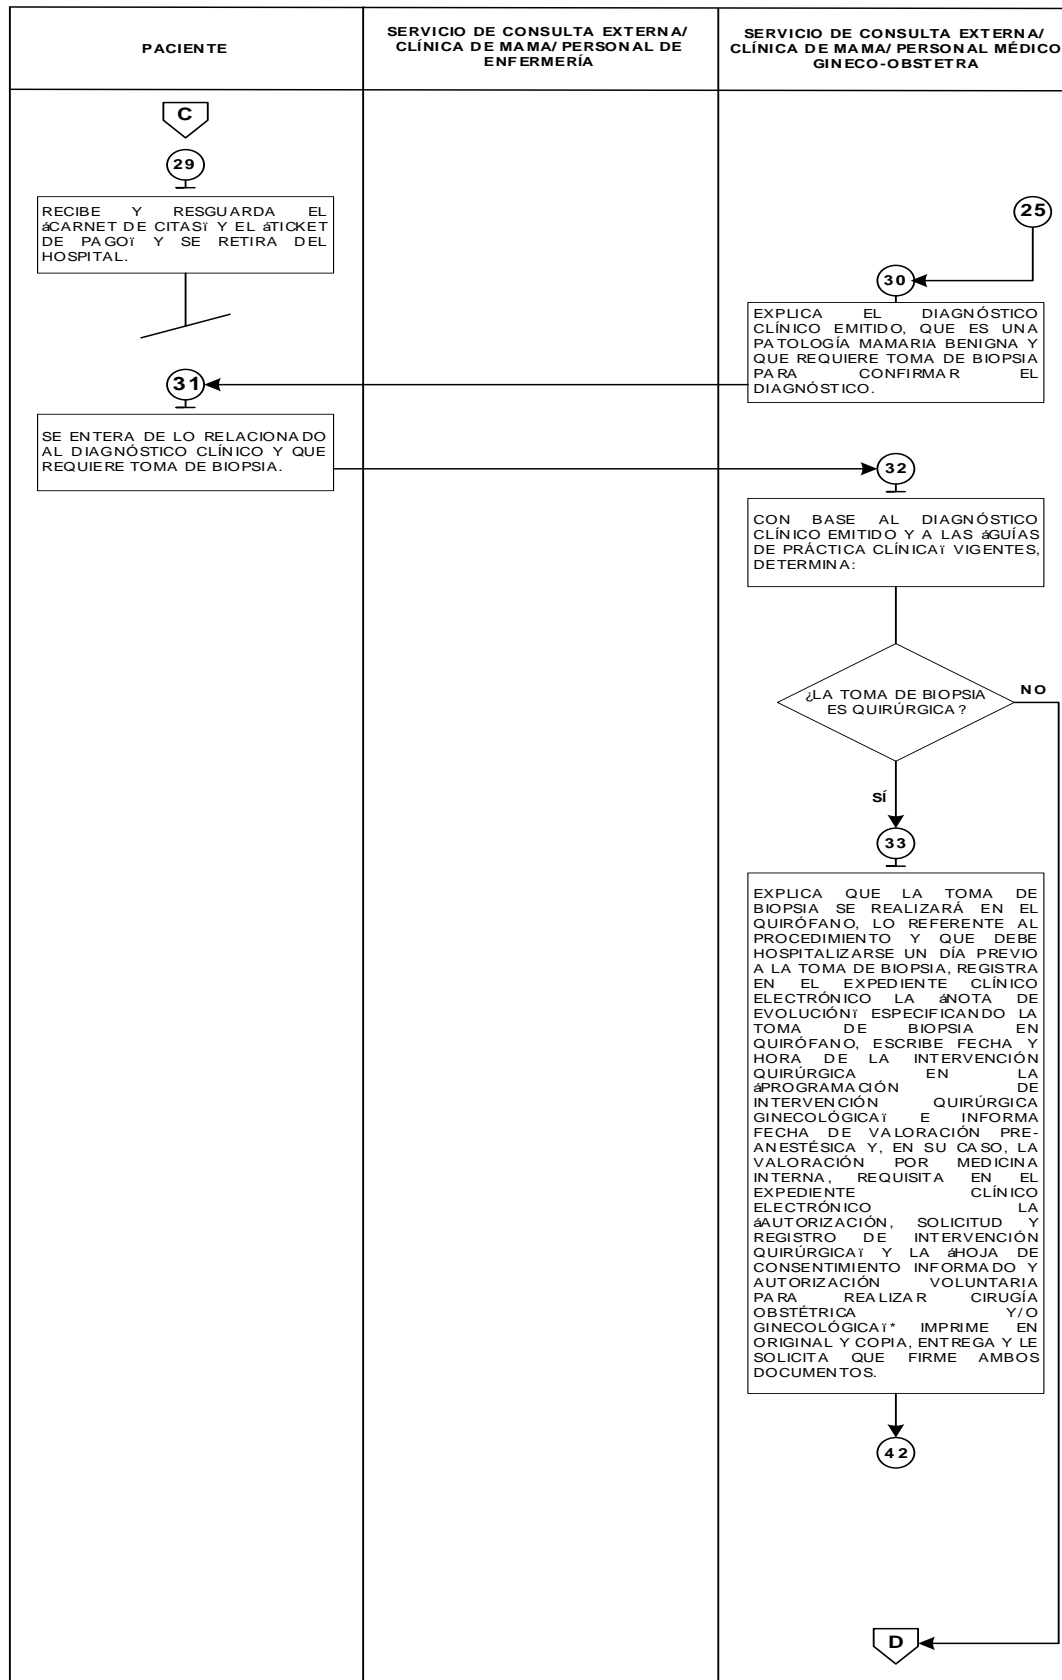 PACIENTE
SERVICIO DE CONSULTA EXTERNA/
CLÍNICA DE MAMA/ PERSONAL DE
ENFERMERÍA
SERVICIO DE CONSULTA EXTERNA/
CLÍNICA DE MAMA/ PERSONAL MÉDICO
GINECO-OBSTETRA
C
29
RECIBE Y RESGUARDA EL
áCARNET DE CITASï Y EL áTICKET
DE PAGOï Y SE RETIRA DEL
HOSPITAL.
25
30
EXPLICA EL DIAGNÓSTICO
CLÍNICO EMITIDO, QUE ES UNA
PATOLOGÍA MAMARIA BENIGNA Y
QUE REQUIERE TOMA DE BIOPSIA
PARA CONFIRMAR EL
DIAGNÓSTICO.
31
SE ENTERA DE LO RELACIONADO
AL DIAGNÓSTICO CLÍNICO Y QUE
REQUIERE TOMA DE BIOPSIA.
32
CON BASE AL DIAGNÓSTICO
CLÍNICO EMITIDO Y A LAS áGUÍAS
DE PRÁCTICA CLÍNICAï VIGENTES,
DETERMINA:
¿LA TOMA DE BIOPSIA
ES QUIRÚRGICA?
NO
SÍ
33
EXPLICA QUE LA TOMA DE
BIOPSIA SE REALIZARÁ EN EL
QUIRÓFANO, LO REFERENTE AL
PROCEDIMIENTO Y QUE DEBE
HOSPITALIZARSE UN DÍA PREVIO
A LA TOMA DE BIOPSIA, REGISTRA
EN EL EXPEDIENTE CLÍNICO
ELECTRÓNICO LA áNOTA DE
EVOLUCIÓNï ESPECIFICANDO LA
TOMA DE BIOPSIA EN
QUIRÓFANO, ESCRIBE FECHA Y
HORA DE LA INTERVENCIÓN
QUIRÚRGICA EN LA
áPROGRAMACIÓN DE
INTERVENCIÓN QUIRÚRGICA
GINECOLÓGICAï E INFORMA
FECHA DE VALORACIÓN PRE-
ANESTÉSICA Y, EN SU CASO, LA
VALORACIÓN POR MEDICINA
INTERNA, REQUISITA EN EL
EXPEDIENTE CLÍNICO
ELECTRÓNICO LA
áAUTORIZACIÓN, SOLICITUD Y
REGISTRO DE INTERVENCIÓN
QUIRÚRGICAï Y LA áHOJA DE
CONSENTIMIENTO INFORMADO Y
AUTORIZACIÓN VOLUNTARIA
PARA REALIZAR CIRUGÍA
OBSTÉTRICA Y/O
GINECOLÓGICAï* IMPRIME EN
ORIGINAL Y COPIA, ENTREGA Y LE
SOLICITA QUE FIRME AMBOS
DOCUMENTOS.
42
D